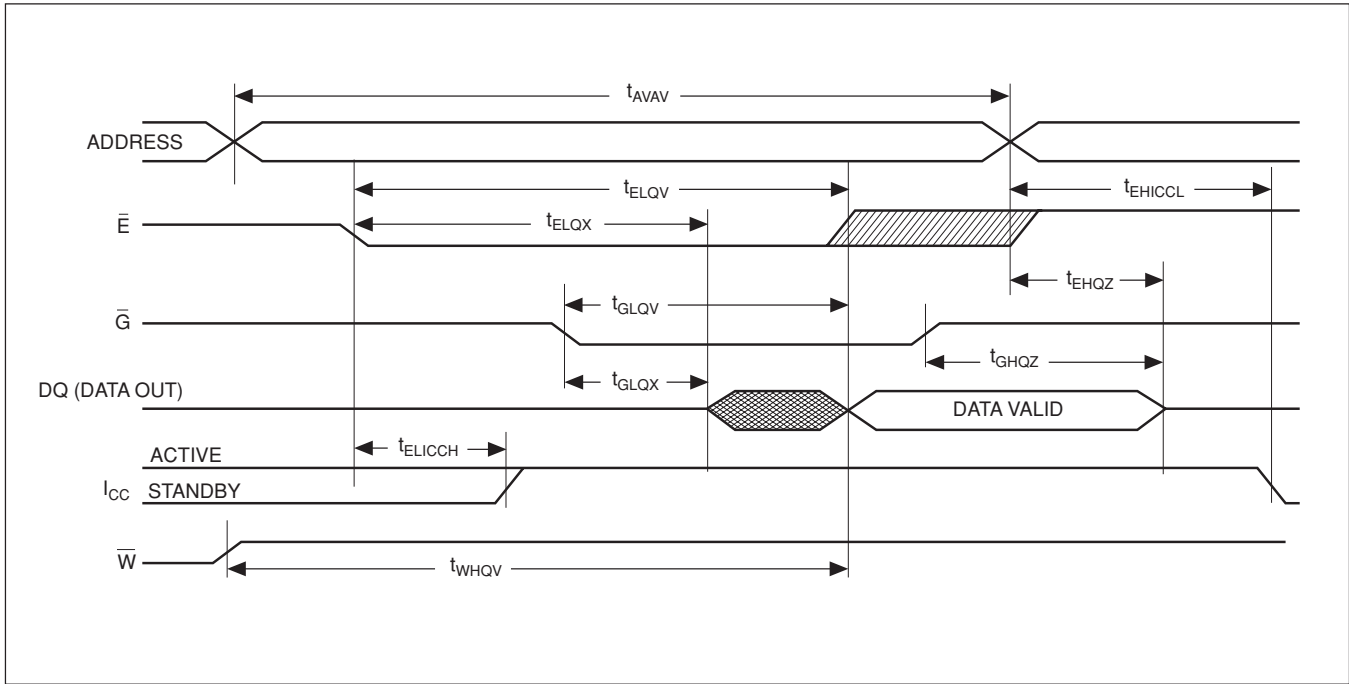 tAVAV
ADDRESS
tELQV
tEHICCL
E̅
tELQX
tEHQZ
tGLQV
G̅
tGHQZ
tGLQX
DQ (DATA OUT)
DATA VALID
tELICCH
ACTIVE
ICC STANDBY
W̅
tWHQV